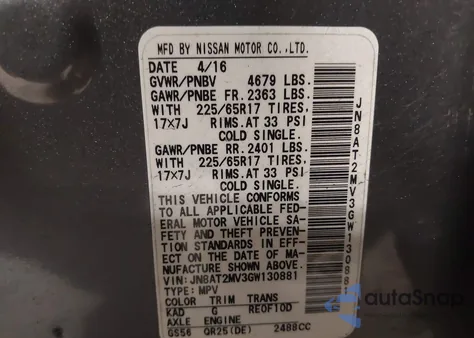 MFD BY NISSAN MOTOR CO.,LTD.
DATE 4/16
GVWR/PNBV 4679 LBS.
GAWR/PNBE FR. 2363 LBS.
WITH 225/65R17 TIRES.
17×7J RIMS.AT 33 PSI
COLD SINGLE.
GAWR/PNBE RR. 2401 LBS.
WITH 225/65R17 TIRES.
17×7J RIMS.AT 33 PSI
COLD SINGLE.
THIS VEHICLE CONFORMS
TO ALL APPLICABLE FED-
ERAL MOTOR VEHICLE SA-
FETY AND THEFT PREVEN-
TION STANDARDS IN EFF-
ECT ON THE DATE OF MA-
NUFACTURE SHOWN ABOVE.
VIN:JN8AT2MV3GW130881
TYPE:MPV
COLOR TRIM TRANS
KAD G RE0F10D
AXLE ENGINE
GS56 QR25(DE) 2488CC
JN8AT2MV3GW130881
autoSnap